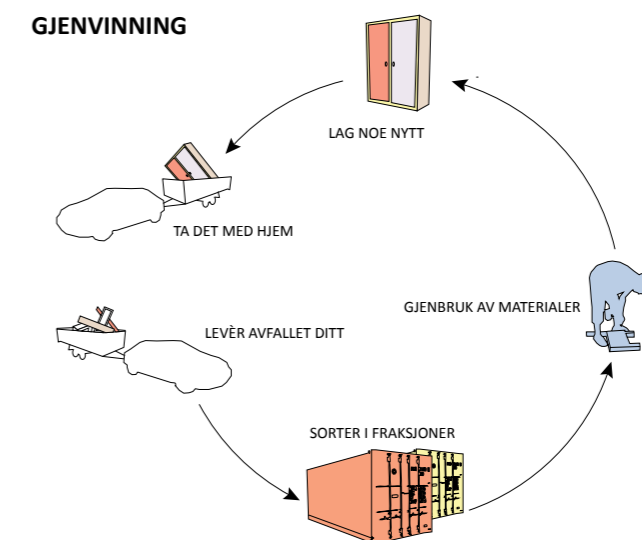 GJENVINNING
LAG NOE NYTT
TA DET MED HJEM
GJENBRUK AV MATERIALER
LEVÈR AVFALLET DITT
SORTER I FRAKSJONER